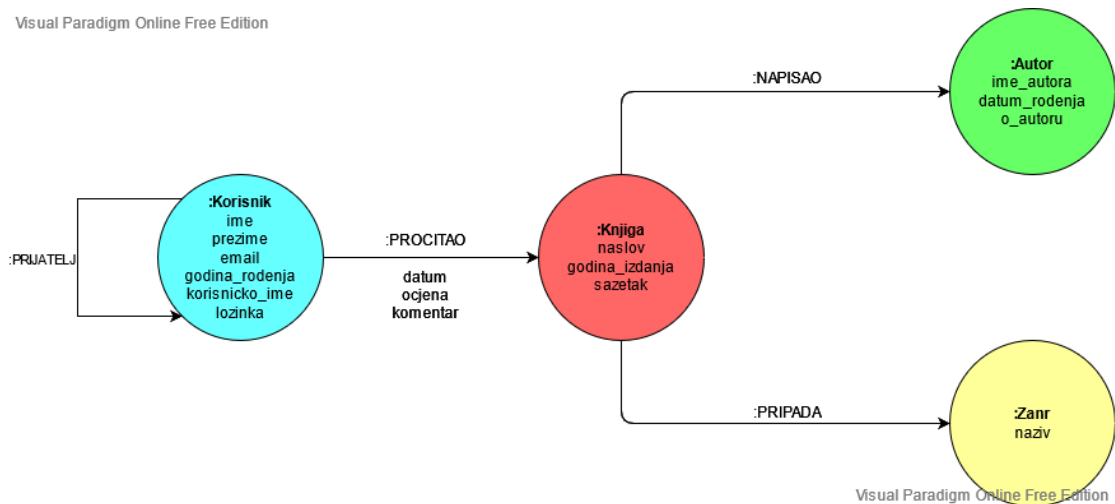 Visual Paradigm Online Free Edition
:Autor
ime_autora
datum_rodenja
o_autoru
:NAPISAO
:Korisnik
ime
prezime
email
godina_rodenja
korisnicko_ime
lozinka
:PRIJATELJ
:PROCITAO
datum
ocjena
komentar
:Knjiga
naslov
godina_izdanja
sazetak
:PRIPADA
:Zanr
naziv
Visual Paradigm Online Free Edition